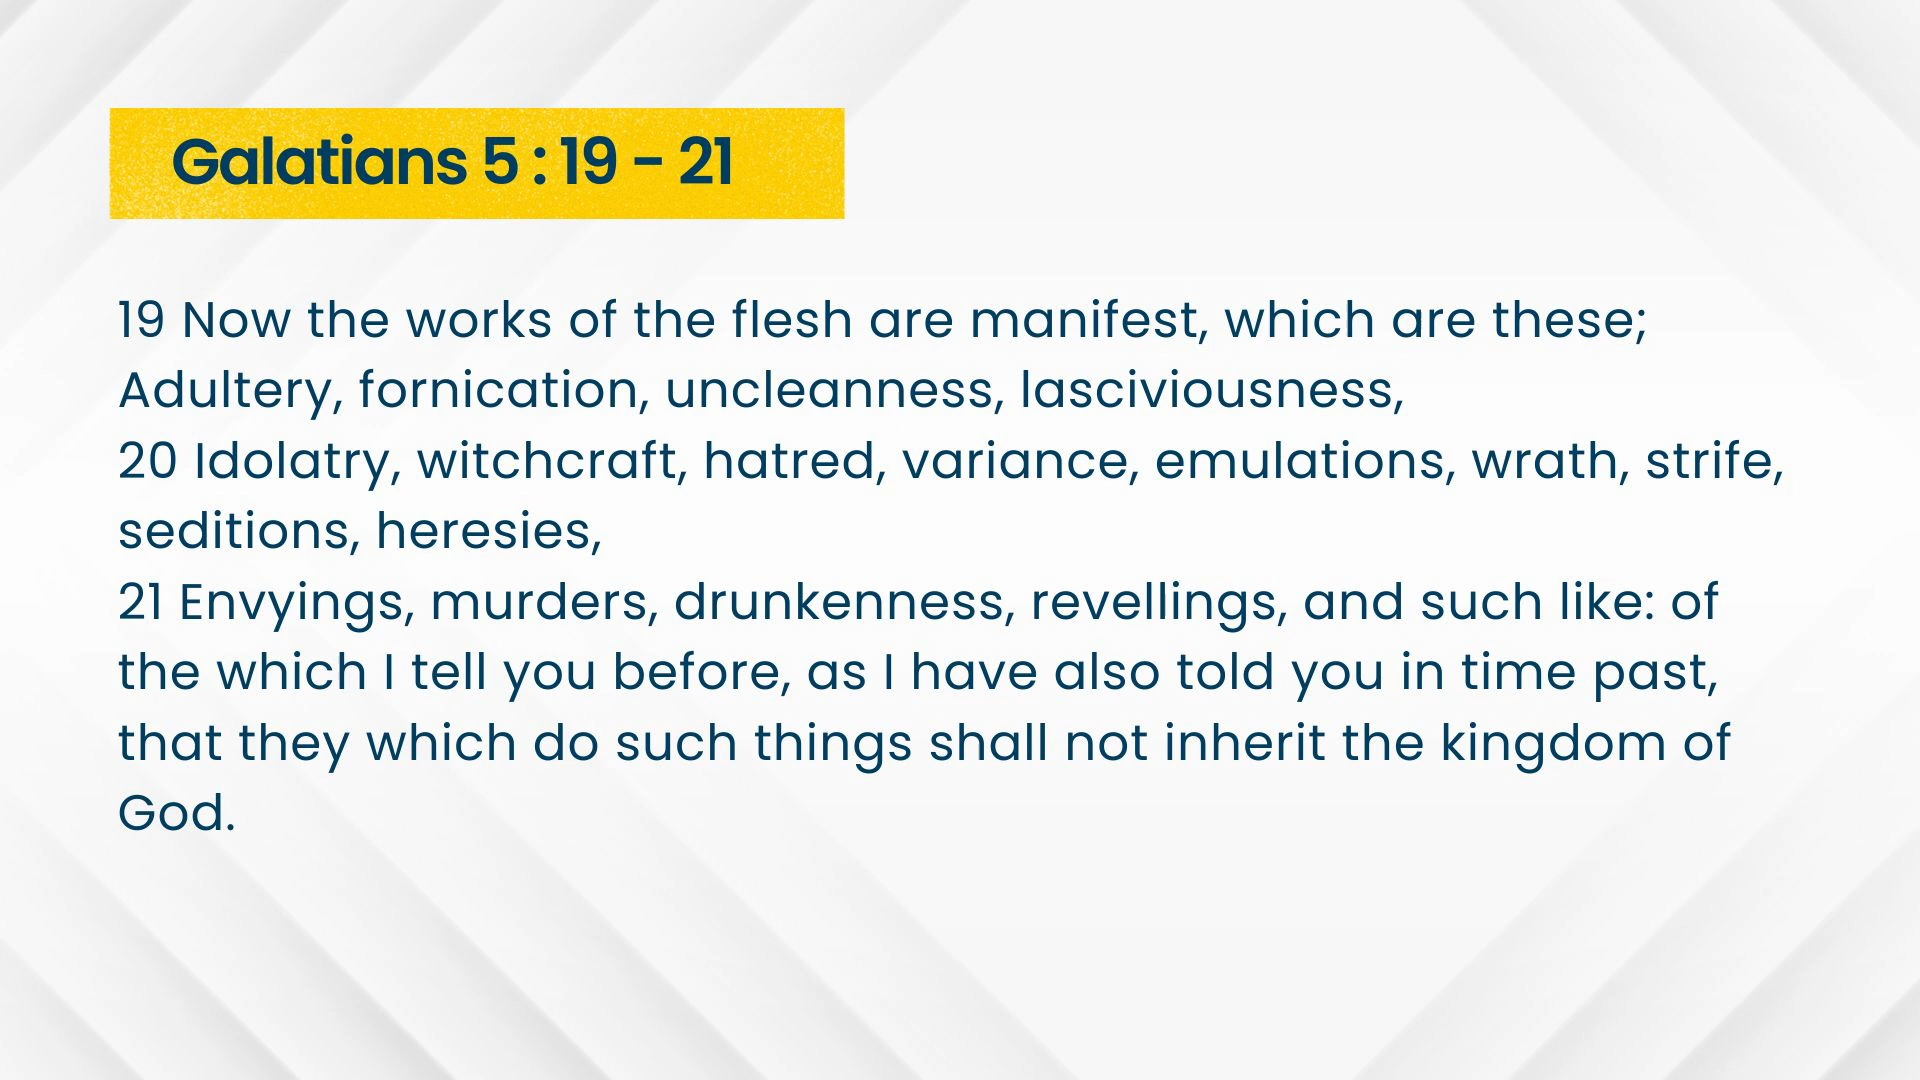 Galatians 5 : 19 - 21
19 Now the works of the flesh are manifest, which are these;
Adultery, fornication, uncleanness, lasciviousness,
20 Idolatry, witchcraft, hatred, variance, emulations, wrath, strife,
seditions, heresies,
21 Envyings, murders, drunkenness, revellings, and such like: of
the which I tell you before, as I have also told you in time past,
that they which do such things shall not inherit the kingdom of
God.